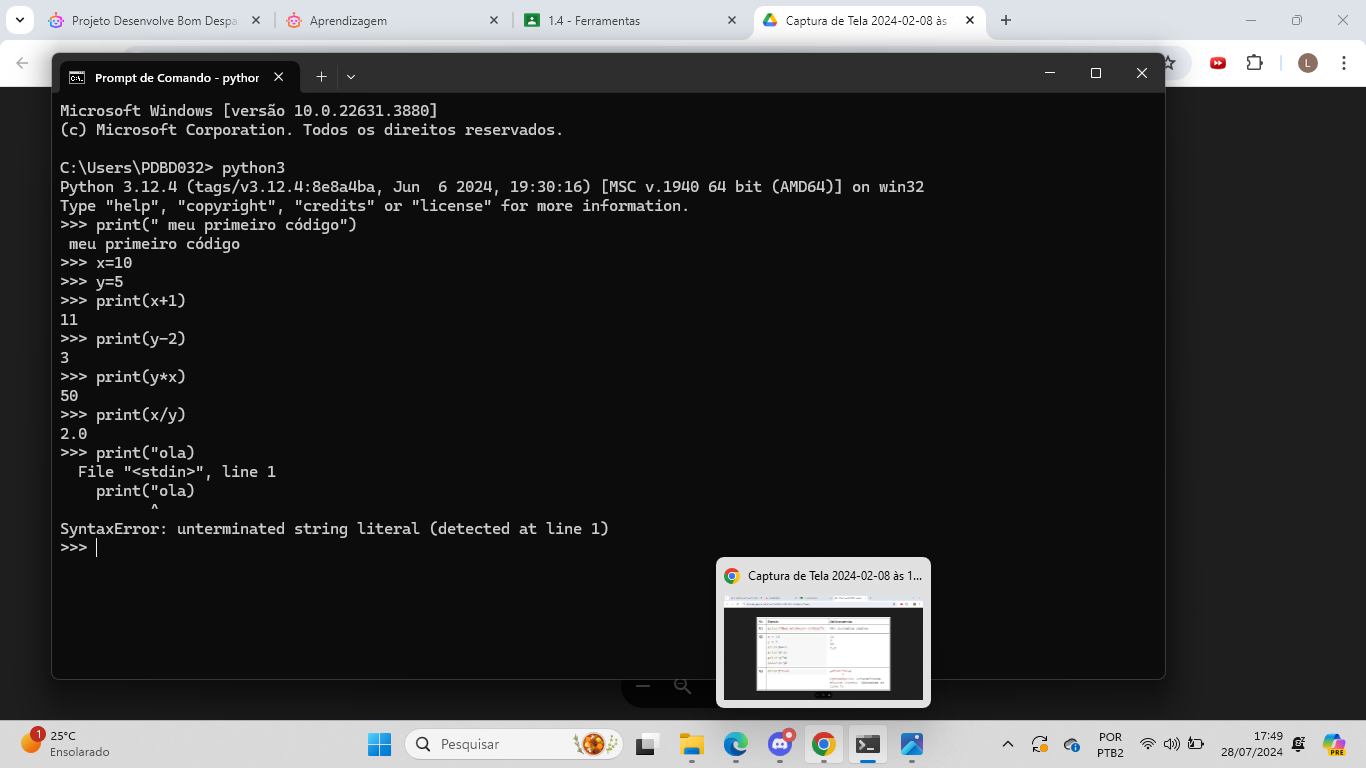 Projeto Desenvolve Bom Despa
Aprendizagem
1.4 - Ferramentas
Captura de Tela 2024-02-08 às
L
Prompt de Comando - python
Microsoft Windows [versão 10.0.22631.3880]
(c) Microsoft Corporation. Todos os direitos reservados.
C:\Users\PDBD032> python3
Python 3.12.4 (tags/v3.12.4:8e8a4ba, Jun  6 2024, 19:30:16) [MSC v.1940 64 bit (AMD64)] on win32
Type "help", "copyright", "credits" or "license" for more information.
>>> print(" meu primeiro código")
 meu primeiro código
>>> x=10
>>> y=5
>>> print(x+1)
11
>>> print(y-2)
3
>>> print(y*x)
50
>>> print(x/y)
2.0
>>> print("ola)
  File "<stdin>", line 1
    print("ola)
          ^
SyntaxError: unterminated string literal (detected at line 1)
>>>
Captura de Tela 2024-02-08 às 1...
1
25°C
Ensolarado
Pesquisar
POR
PTB2
17:49
28/07/2024
PRE